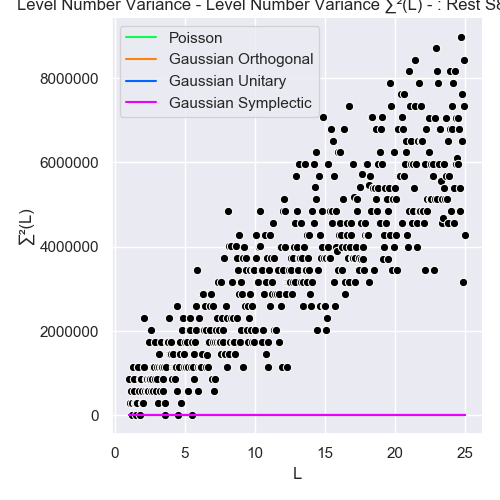 Level Number Variance - Level Number Variance ∑²(L) - : Rest S8
Poisson
Gaussian Orthogonal
Gaussian Unitary
Gaussian Symplectic
8000000
6000000
4000000
2000000
0
∑²(L)
0 5 10 15 20 25
L